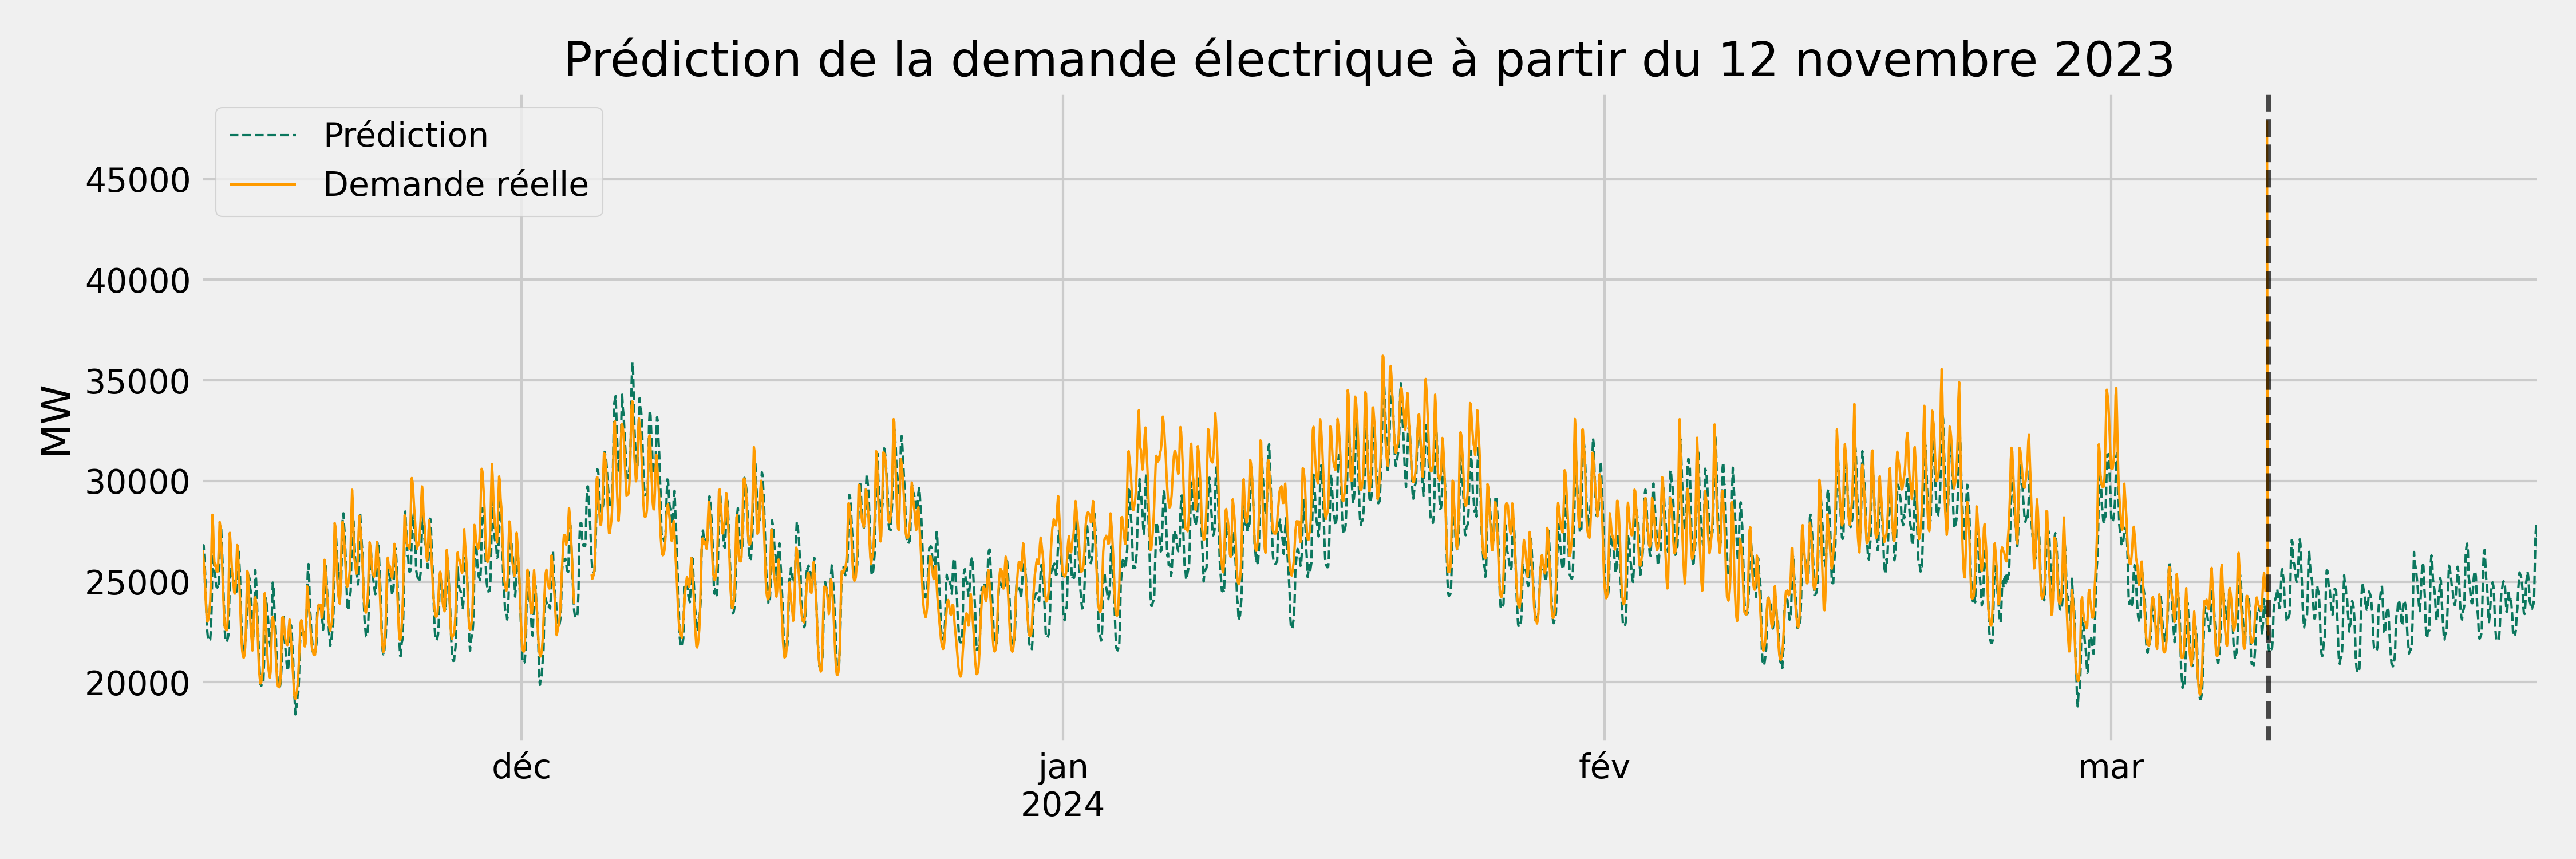 Prédiction de la demande électrique à partir du 12 novembre 2023
Prédiction
Demande réelle
45000
40000
35000
30000
25000
20000
MW
déc
jan
fév
mar
2024